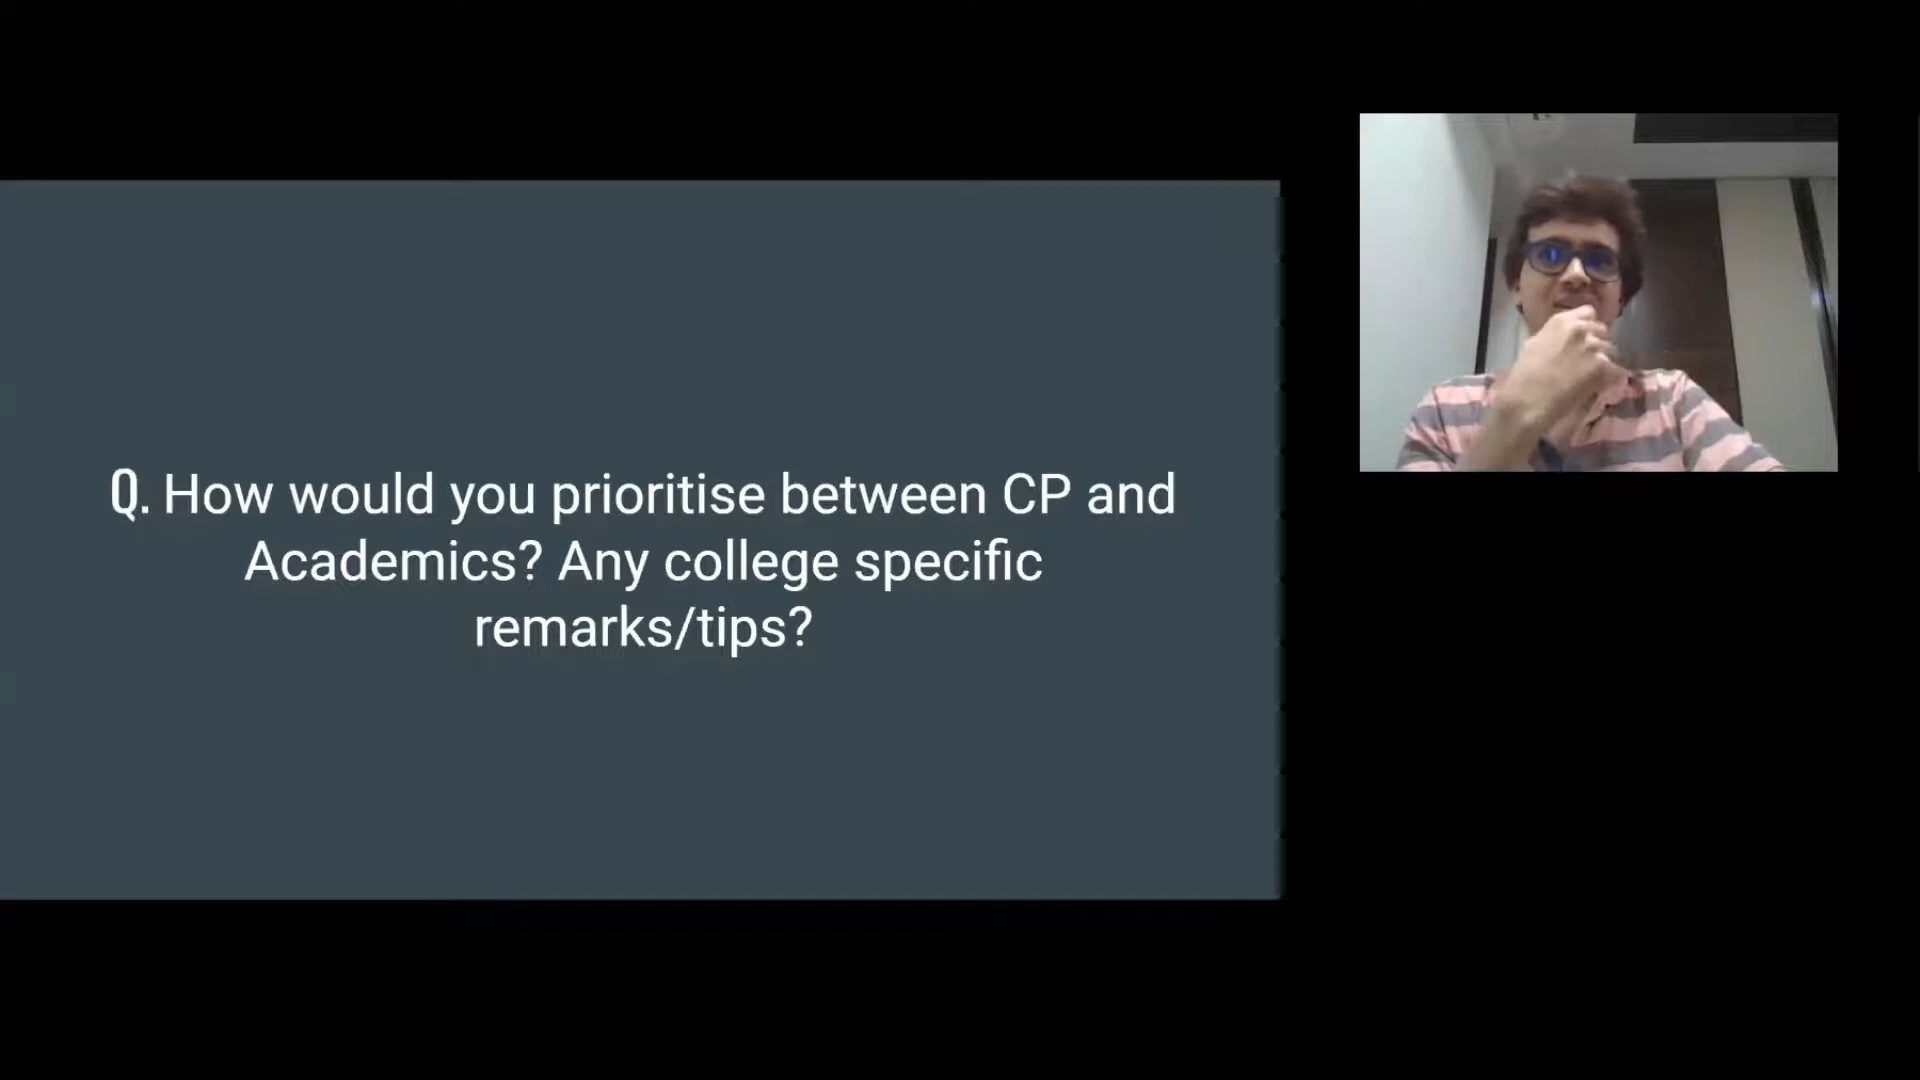 Q. How would you prioritise between CP and
Academics? Any college specific
remarks/tips?